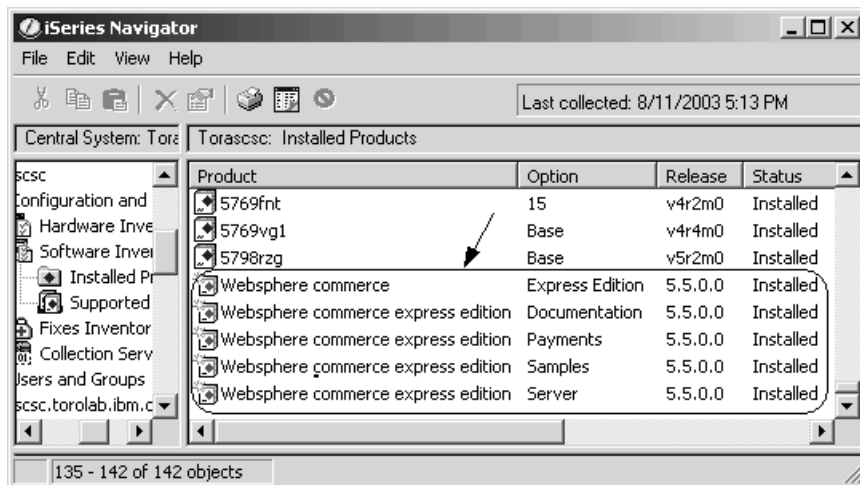 iSeries Navigator
File Edit View Help
Last collected: 8/11/2003 5:13 PM
Central System: Tora
Torascsc: Installed Products
scsc
Configuration and
Hardware Inve
Software Inver
Installed Pr
Supported
Fixes Inventor
Collection Serv
Users and Groups
scsc.torolab.ibm.c
Product Option Release Status
5769fnt 15 v4r2m0 Installed
5769vg1 Base v4r4m0 Installed
5798rzg Base v5r2m0 Installed
Websphere commerce Express Edition 5.5.0.0 Installed
Websphere commerce express edition Documentation 5.5.0.0 Installed
Websphere commerce express edition Payments 5.5.0.0 Installed
Websphere commerce express edition Samples 5.5.0.0 Installed
Websphere commerce express edition Server 5.5.0.0 Installed
135 - 142 of 142 objects